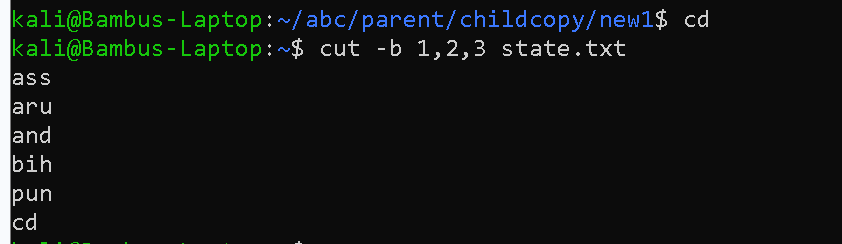 kali@Bambus-Laptop:~/abc/parent/childcopy/new1$ cd
kali@Bambus-Laptop:~$ cut -b 1,2,3 state.txt
ass
aru
and
bih
pun
cd